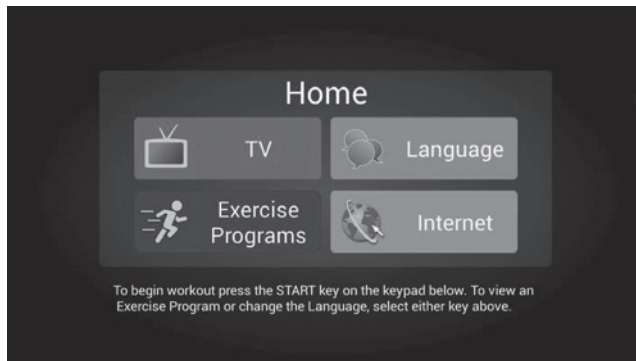 Home
TV
Language
Exercise
Programs
Internet
To begin workout press the START key on the keypad below. To view an
Exercise Program or change the Language, select either key above.